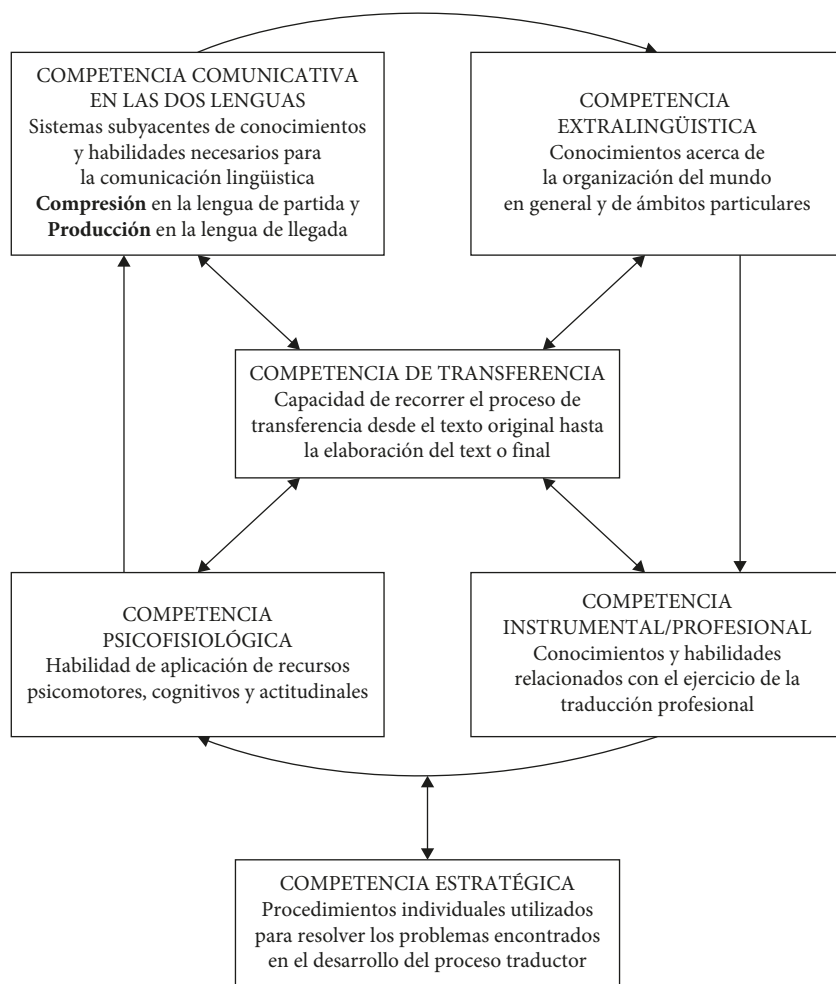 COMPETENCIA COMUNICATIVA
EN LAS DOS LENGUAS
Sistemas subyacentes de conocimientos
y habilidades necesarios para
la comunicación lingüistica
Compresión en la lengua de partida y
Producción en la lengua de llegada
COMPETENCIA
EXTRALINGÜISTICA
Conocimientos acerca de
la organización del mundo
en general y de ámbitos particulares
COMPETENCIA DE TRANSFERENCIA
Capacidad de recorrer el proceso de
transferencia desde el texto original hasta
la elaboración del text o final
COMPETENCIA
PSICOFISIOLÓGICA
Habilidad de aplicación de recursos
psicomotores, cognitivos y actitudinales
COMPETENCIA
INSTRUMENTAL/PROFESIONAL
Conocimientos y habilidades
relacionados con el ejercicio de la
traducción profesional
COMPETENCIA ESTRATÉGICA
Procedimientos individuales utilizados
para resolver los problemas encontrados
en el desarrollo del proceso traductor